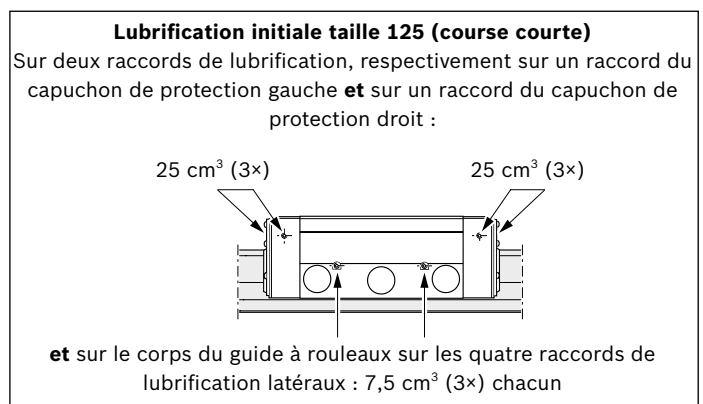 Lubrification initiale taille 125 (course courte)
Sur deux raccords de lubrification, respectivement sur un raccord du
capuchon de protection gauche et sur un raccord du capuchon de
protection droit :
25 cm³ (3×) 25 cm³ (3×)
et sur le corps du guide à rouleaux sur les quatre raccords de
lubrification latéraux : 7,5 cm³ (3×) chacun